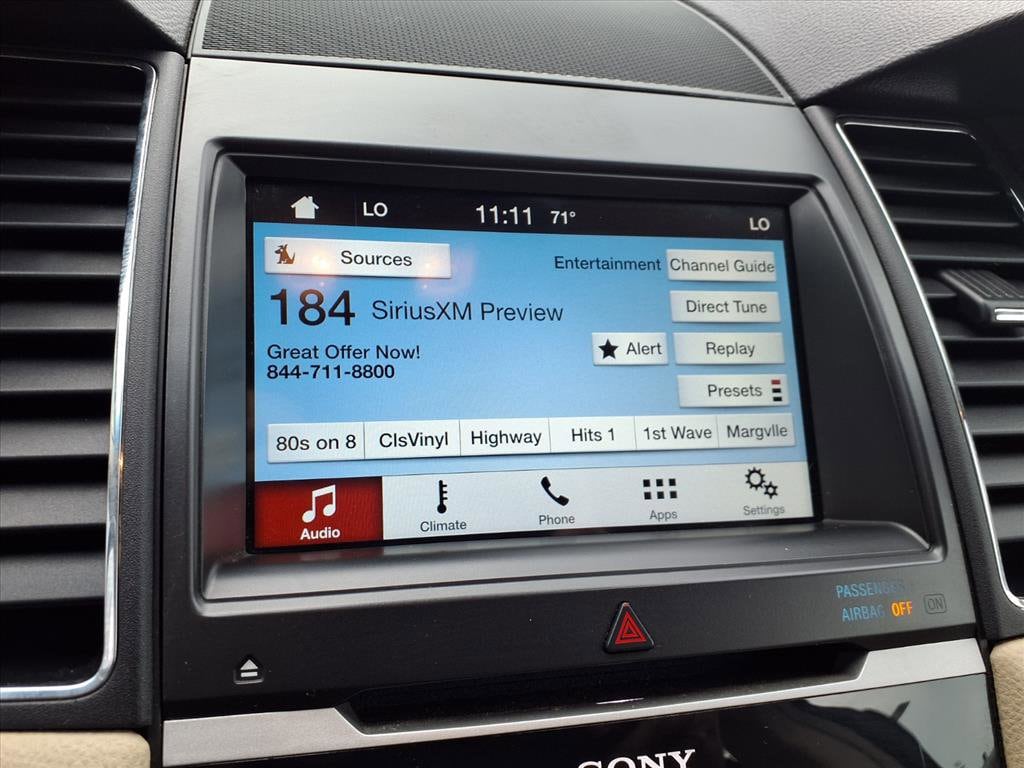 LO 11:11 71° LO
Sources
Entertainment
Channel Guide
184 SiriusXM Preview
Direct Tune
Great Offer Now!
844-711-8800
Alert
Replay
Presets
80s on 8 ClsVinyl Highway Hits 1 1st Wave Margvlle
Audio Climate Phone Apps Settings
PASSENGER
AIRBAG OFF ON
SONY